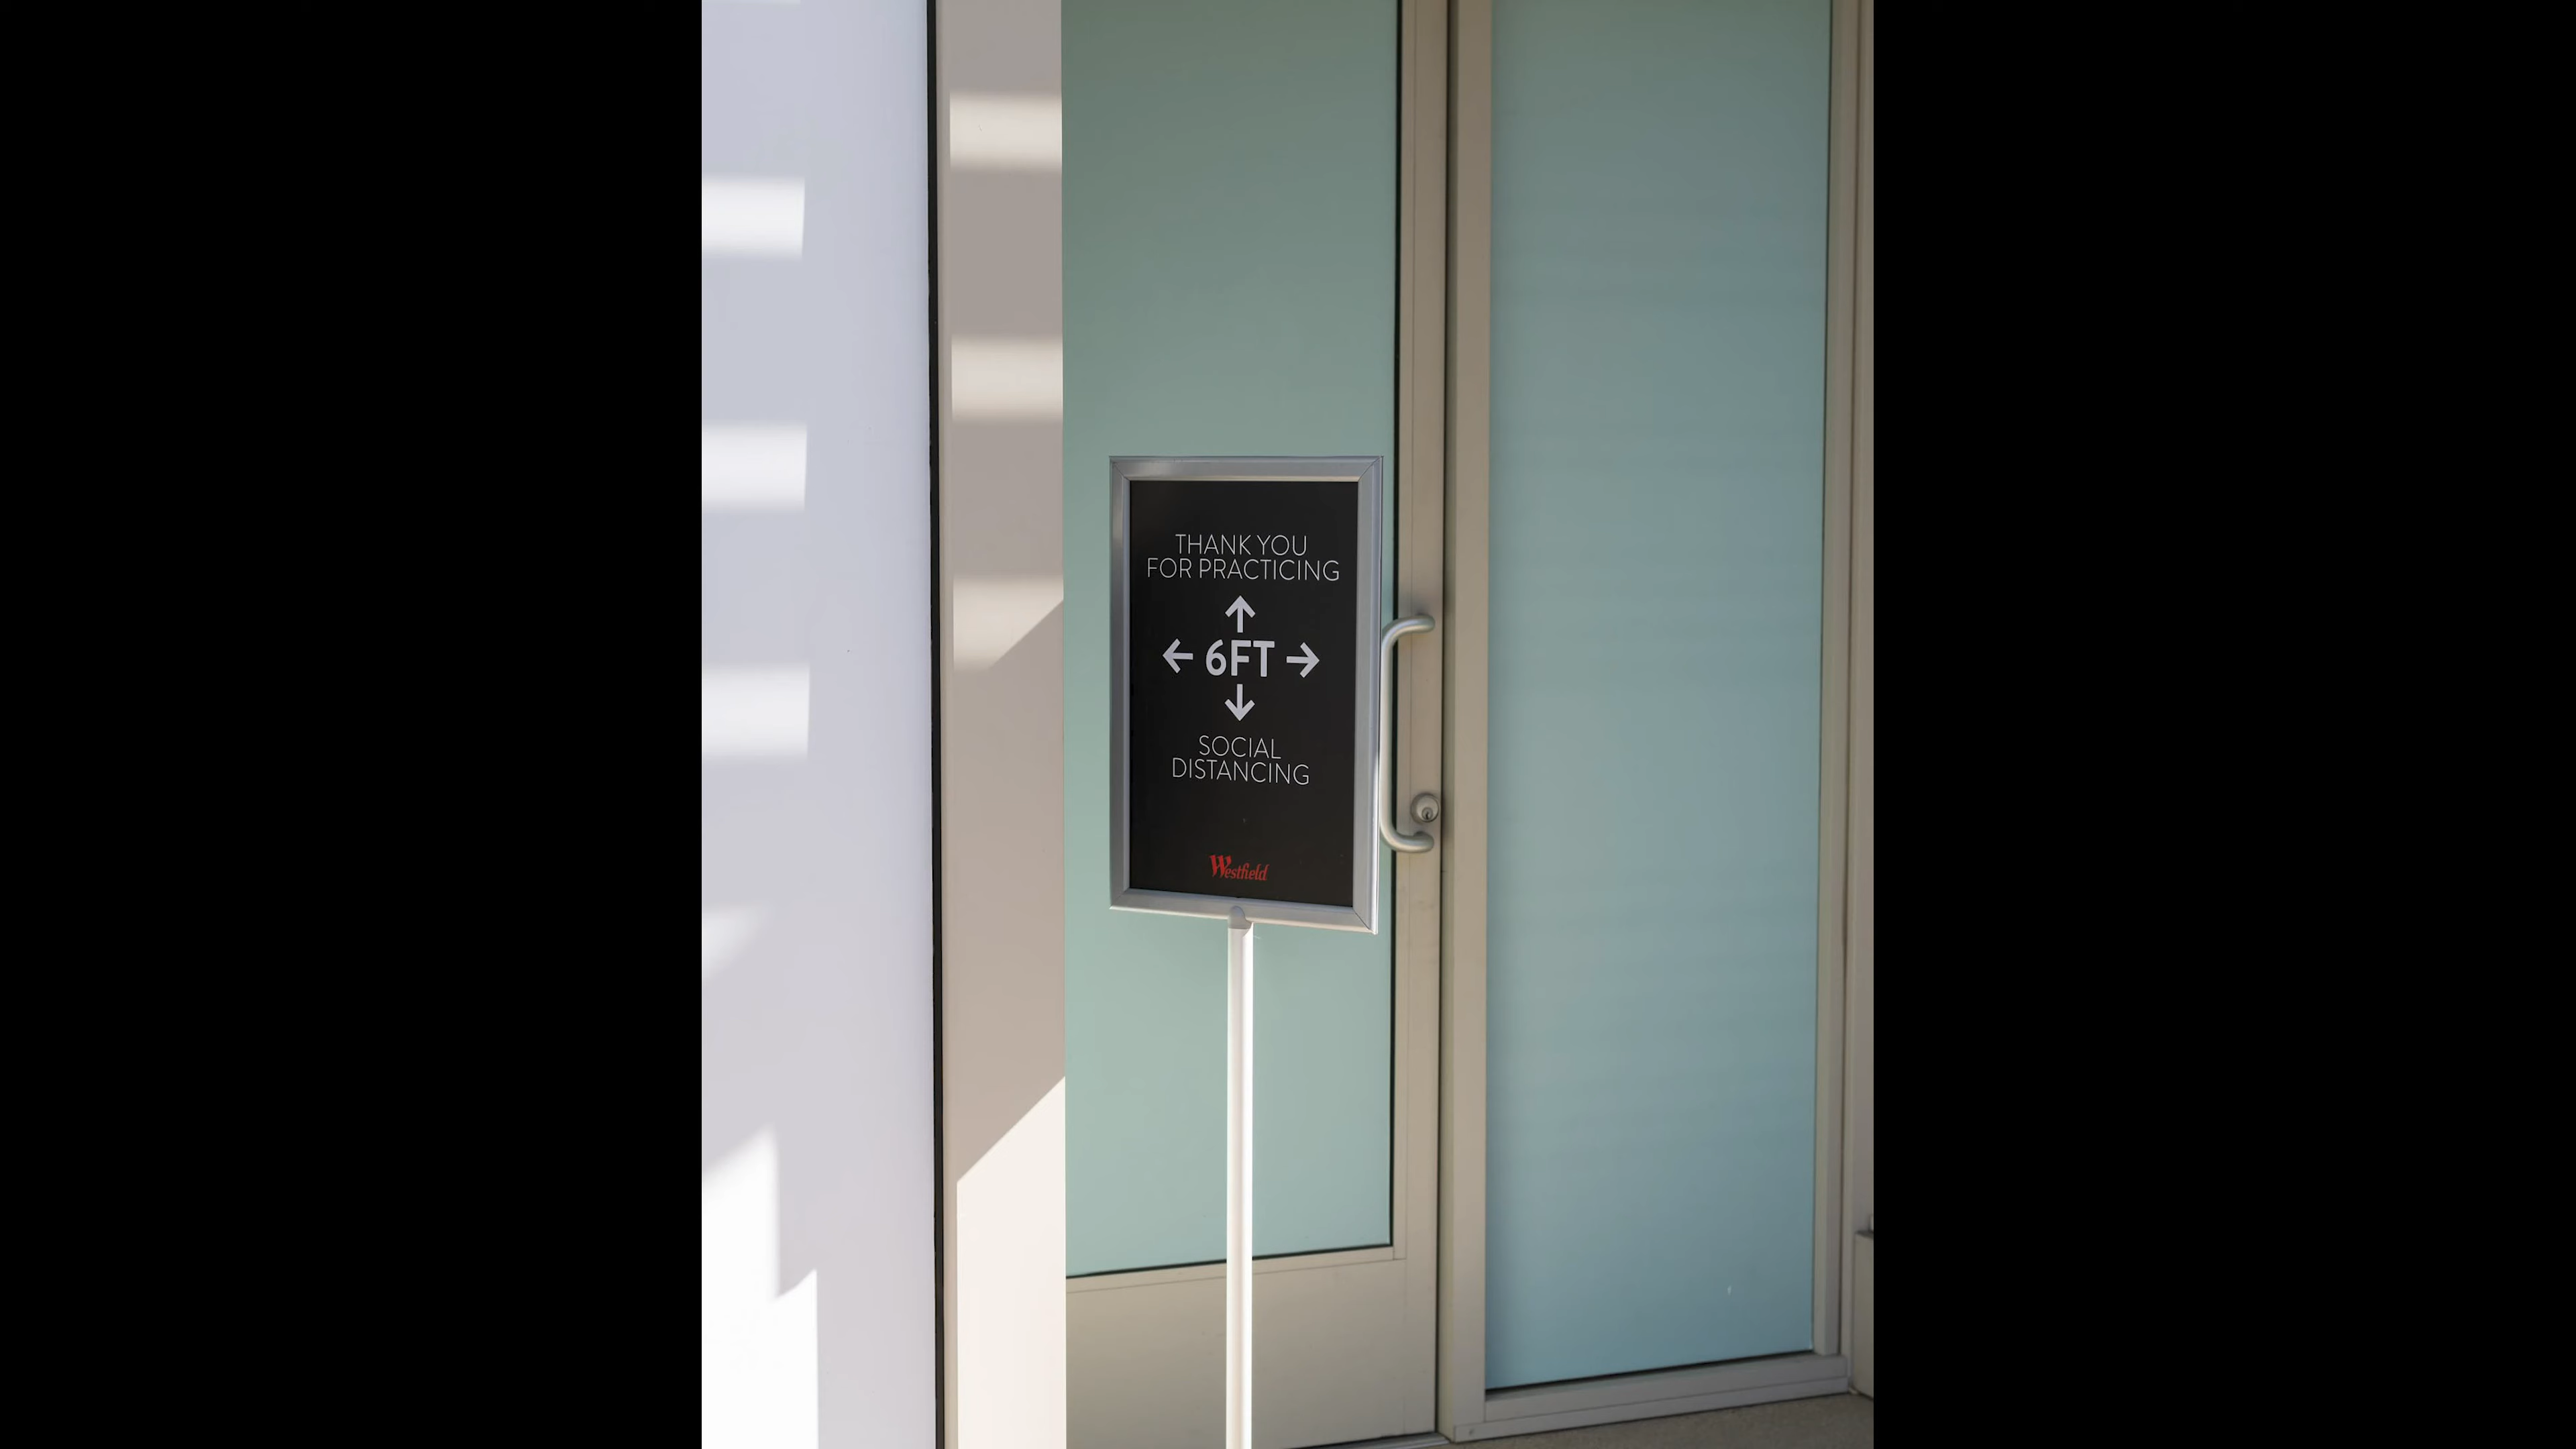 THANK YOU
FOR PRACTICING
↑
← 6FT →
↓
SOCIAL
DISTANCING
Westfield